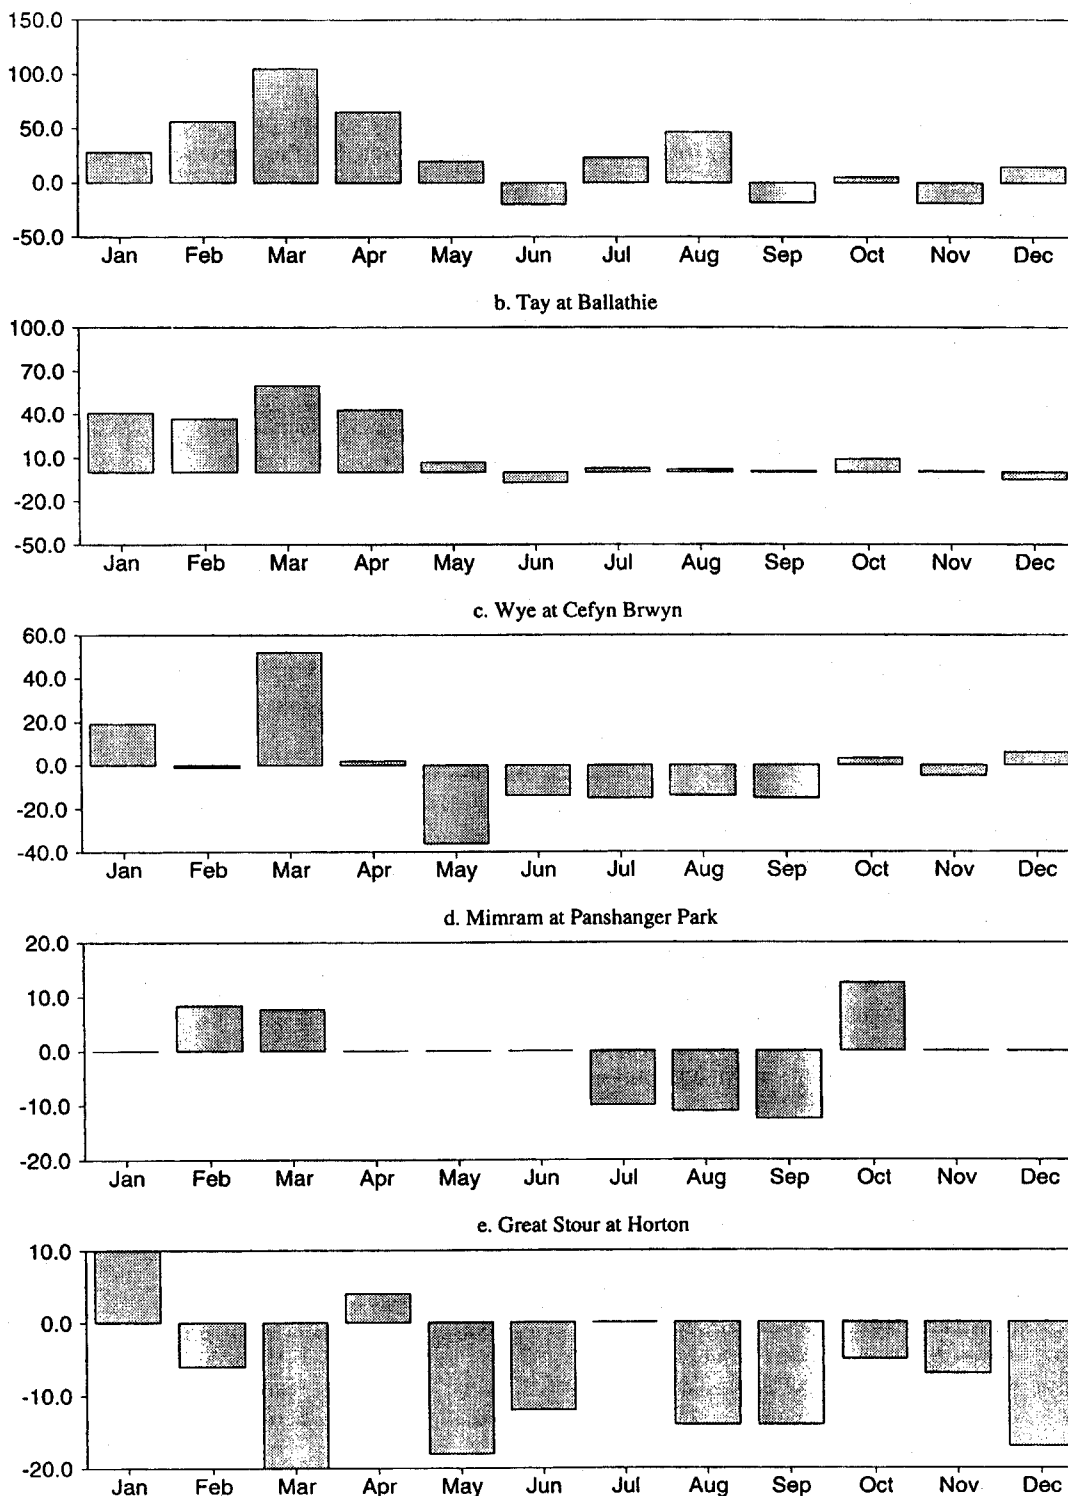 150.0
100.0
50.0
0.0
-50.0
Jan Feb Mar Apr May Jun Jul Aug Sep Oct Nov Dec
b. Tay at Ballathie
100.0
70.0
40.0
10.0
-20.0
-50.0
Jan Feb Mar Apr May Jun Jul Aug Sep Oct Nov Dec
c. Wye at Cefyn Brwyn
60.0
40.0
20.0
0.0
-20.0
-40.0
Jan Feb Mar Apr May Jun Jul Aug Sep Oct Nov Dec
d. Mimram at Panshanger Park
20.0
10.0
0.0
-10.0
-20.0
Jan Feb Mar Apr May Jun Jul Aug Sep Oct Nov Dec
e. Great Stour at Horton
10.0
0.0
-10.0
-20.0
Jan Feb Mar Apr May Jun Jul Aug Sep Oct Nov Dec